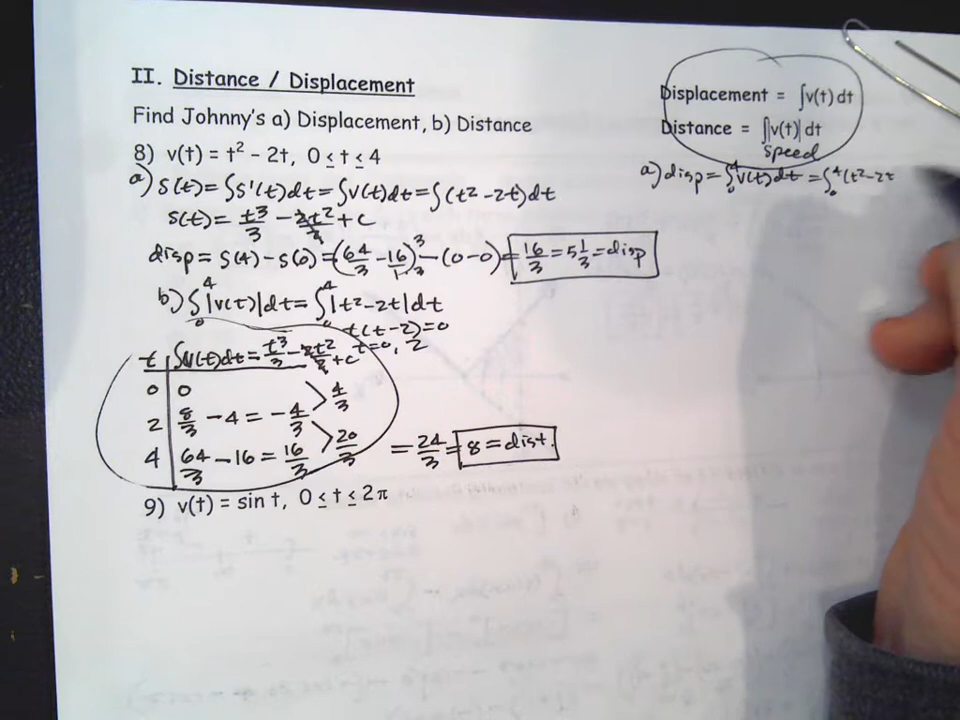 II. Distance / Displacement
Displacement = ∫v(t) dt
Distance = ∫|v(t)| dt
speed
Find Johnny's a) Displacement, b) Distance
8) v(t) = t² - 2t, 0 ≤ t ≤ 4
a) disp = ∫₀⁴ v(t) dt = ∫₀⁴ (t² - 2t
a) s(t) = ∫s'(t) dt = ∫v(t) dt = ∫(t² - 2t) dt
s(t) = t³/3 - 2t²/2 + c
disp = s(4) - s(0) = (64/3 - 16/1 · 3/3) - (0 - 0) = 16/3 = 5 1/3 = disp
b) ∫₀⁴ |v(t)| dt = ∫₀⁴ |t² - 2t| dt
t(t - 2) = 0
t = 0, 2
t | ∫v(t) dt = t³/3 - 2t²/2 + c
0 | 0
> 4/3
2 | 8/3 - 4 = -4/3
> 20/3
4 | 64/3 - 16 = 16/3
= 24/3 = 8 = dist.
9) v(t) = sin t, 0 ≤ t ≤ 2π